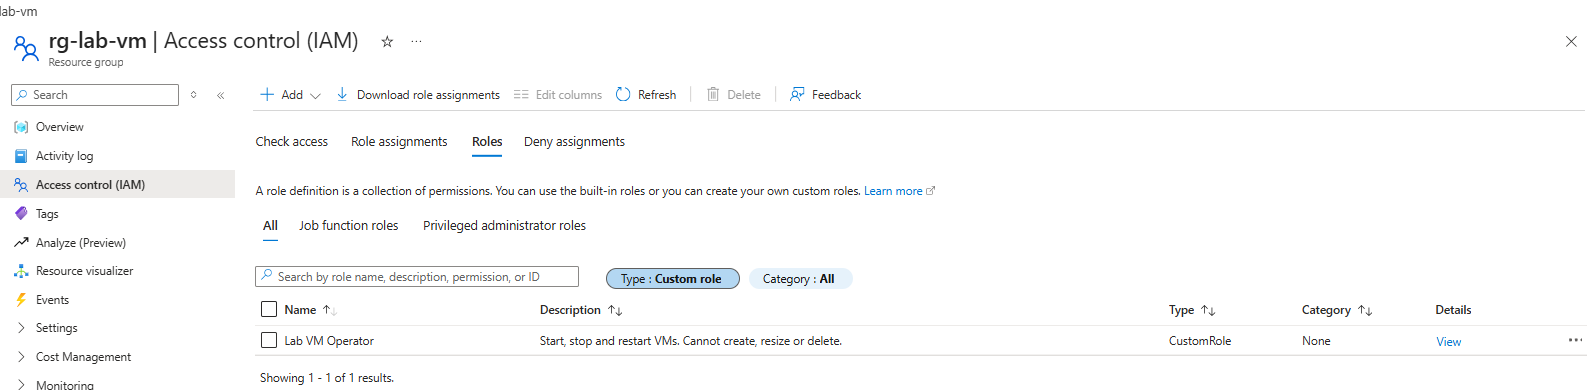 lab-vm
rg-lab-vm | Access control (IAM)
Resource group
Search
Add
Download role assignments
Edit columns
Refresh
Delete
Feedback
Overview
Activity log
Access control (IAM)
Tags
Analyze (Preview)
Resource visualizer
Events
Settings
Cost Management
Monitoring
Check access Role assignments Roles Deny assignments
A role definition is a collection of permissions. You can use the built-in roles or you can create your own custom roles. Learn more
All Job function roles Privileged administrator roles
Search by role name, description, permission, or ID Type : Custom role Category : All
Name Description Type Category Details
Lab VM Operator Start, stop and restart VMs. Cannot create, resize or delete. CustomRole None View
Showing 1 - 1 of 1 results.